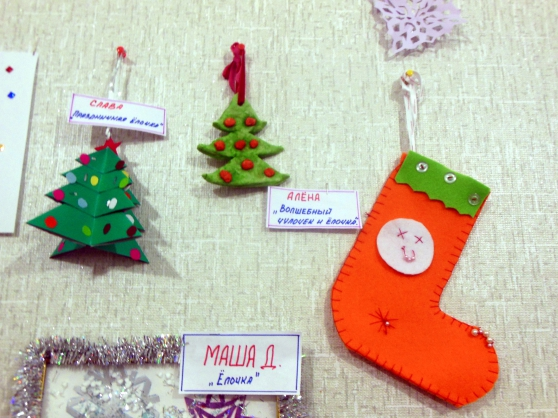 СЛАВА
"Праздничная ёлочка"
АЛЁНА
„Волшебный
чулочек и ёлочка"
МАША Д.
„Ёлочка"